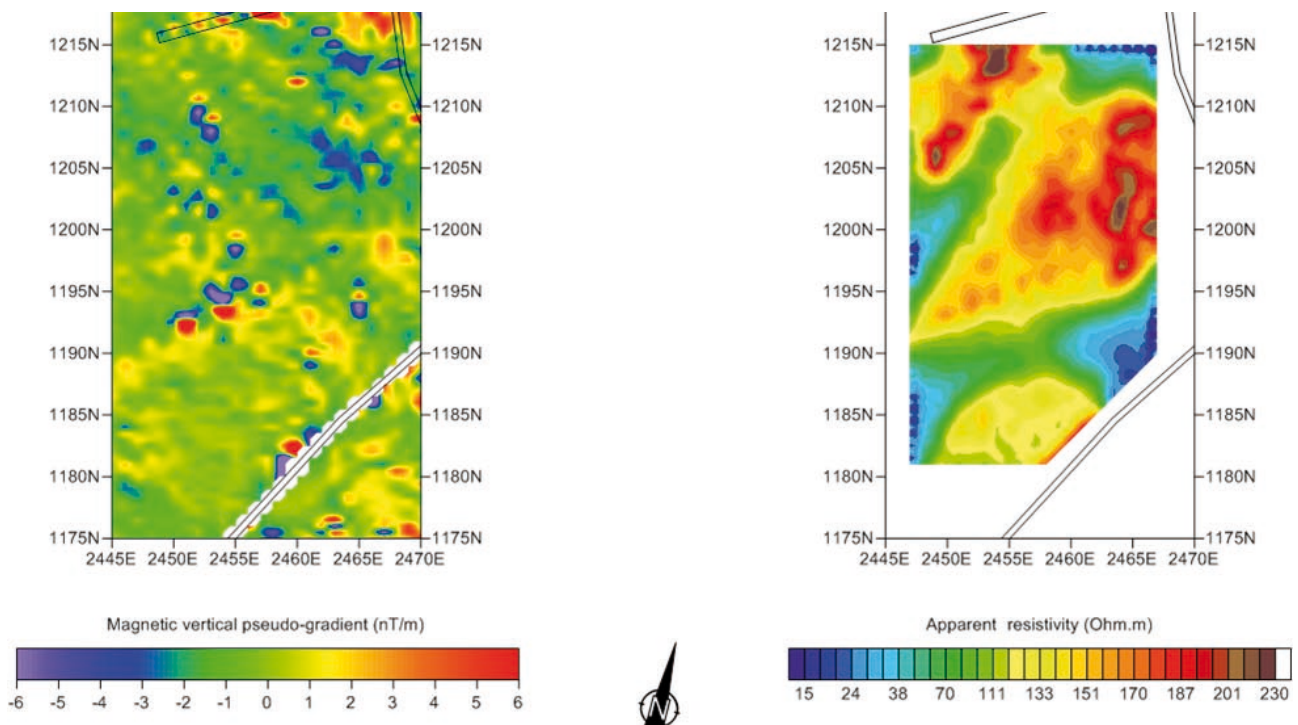 1215N 1215N 1215N 1215N
1210N 1210N 1210N 1210N
1205N 1205N 1205N 1205N
1200N 1200N 1200N 1200N
1195N 1195N 1195N 1195N
1190N 1190N 1190N 1190N
1185N 1185N 1185N 1185N
1180N 1180N 1180N 1180N
1175N 1175N 1175N 1175N
2445E 2450E 2455E 2460E 2465E 2470E 2445E 2450E 2455E 2460E 2465E 2470E
Magnetic vertical pseudo-gradient (nT/m)
-6 -5 -4 -3 -2 -1 0 1 2 3 4 5 6
N
Apparent resistivity (Ohm.m)
15 24 38 70 111 133 151 170 187 201 230